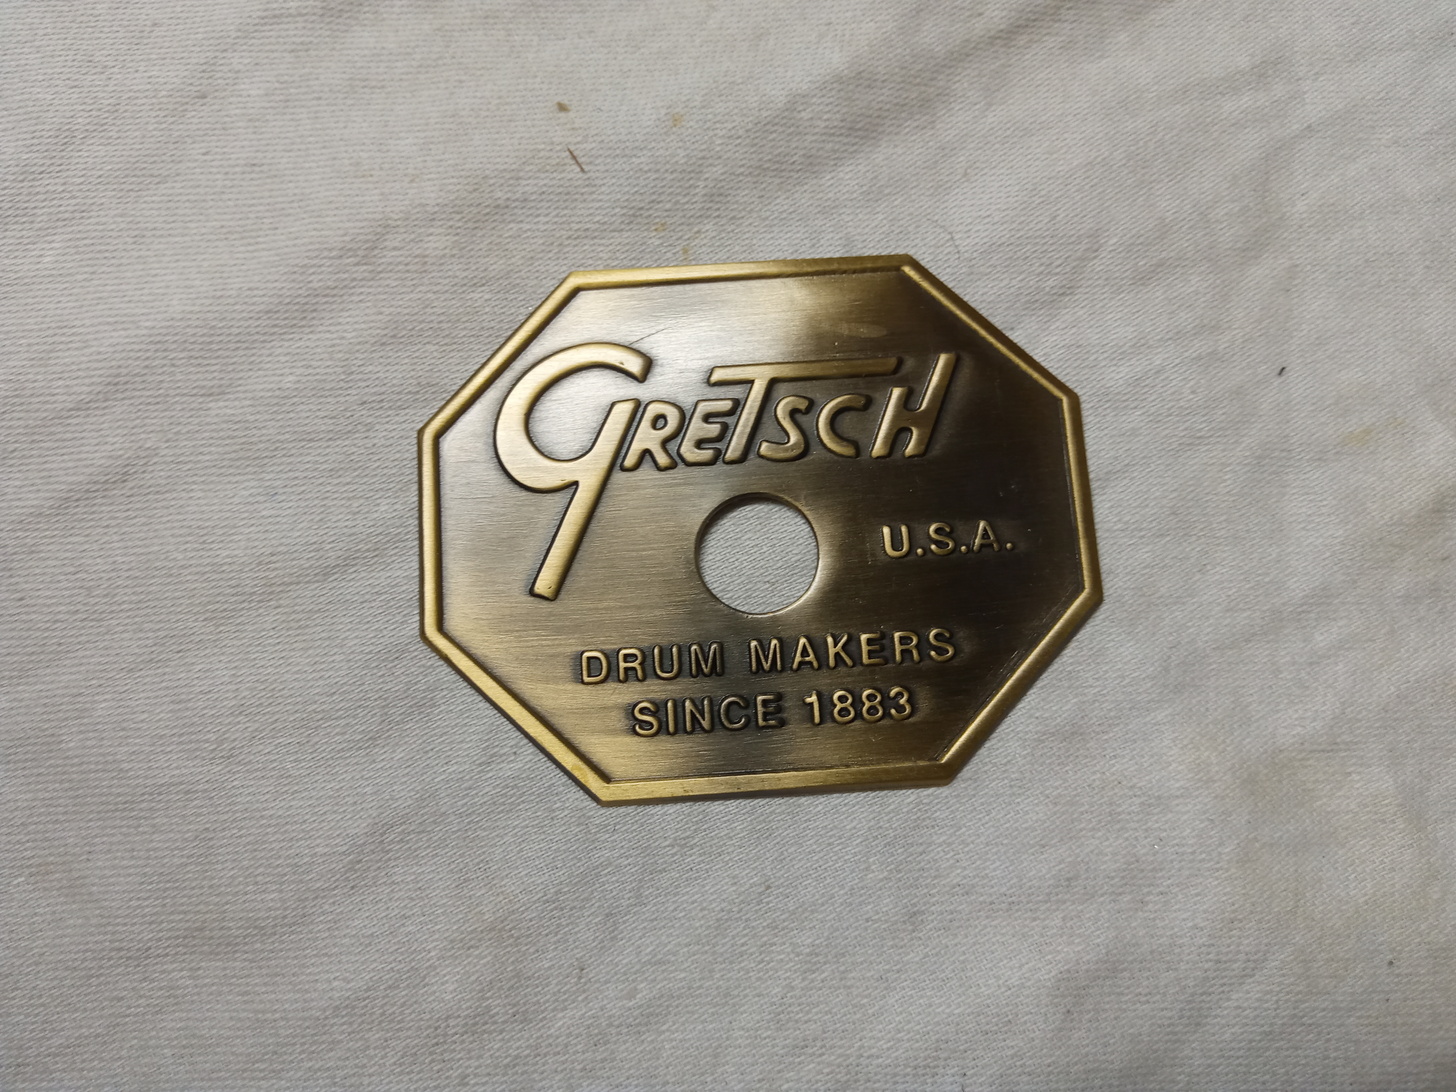 GRETSCH
U.S.A.
DRUM MAKERS
SINCE 1883